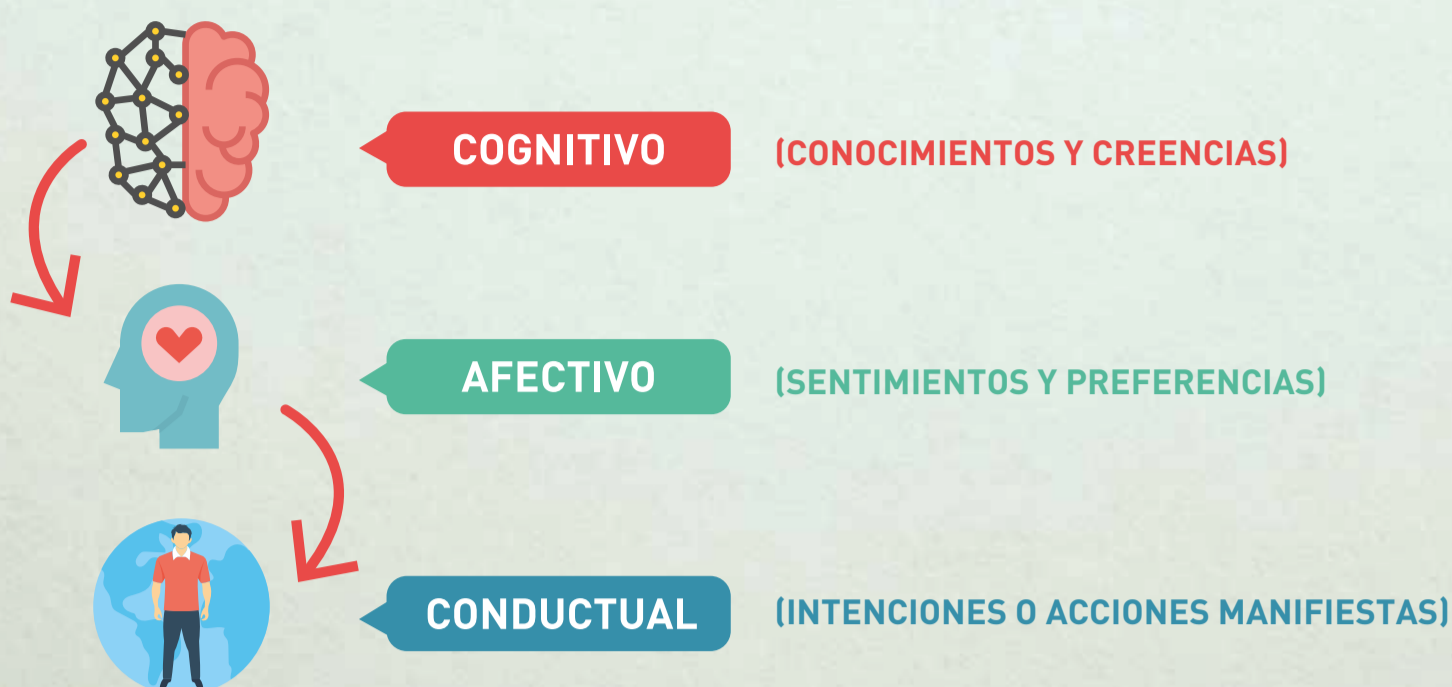 COGNITIVO (CONOCIMIENTOS Y CREENCIAS)
AFECTIVO (SENTIMIENTOS Y PREFERENCIAS)
CONDUCTUAL (INTENCIONES O ACCIONES MANIFIESTAS)